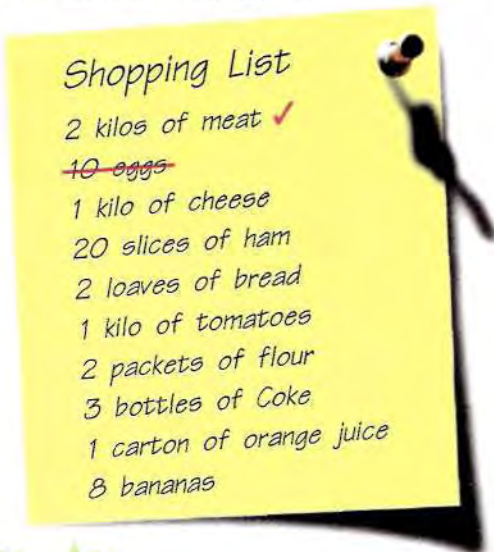 Shopping List
2 kilos of meat ✓
10 eggs
1 kilo of cheese
20 slices of ham
2 loaves of bread
1 kilo of tomatoes
2 packets of flour
3 bottles of Coke
1 carton of orange juice
8 bananas